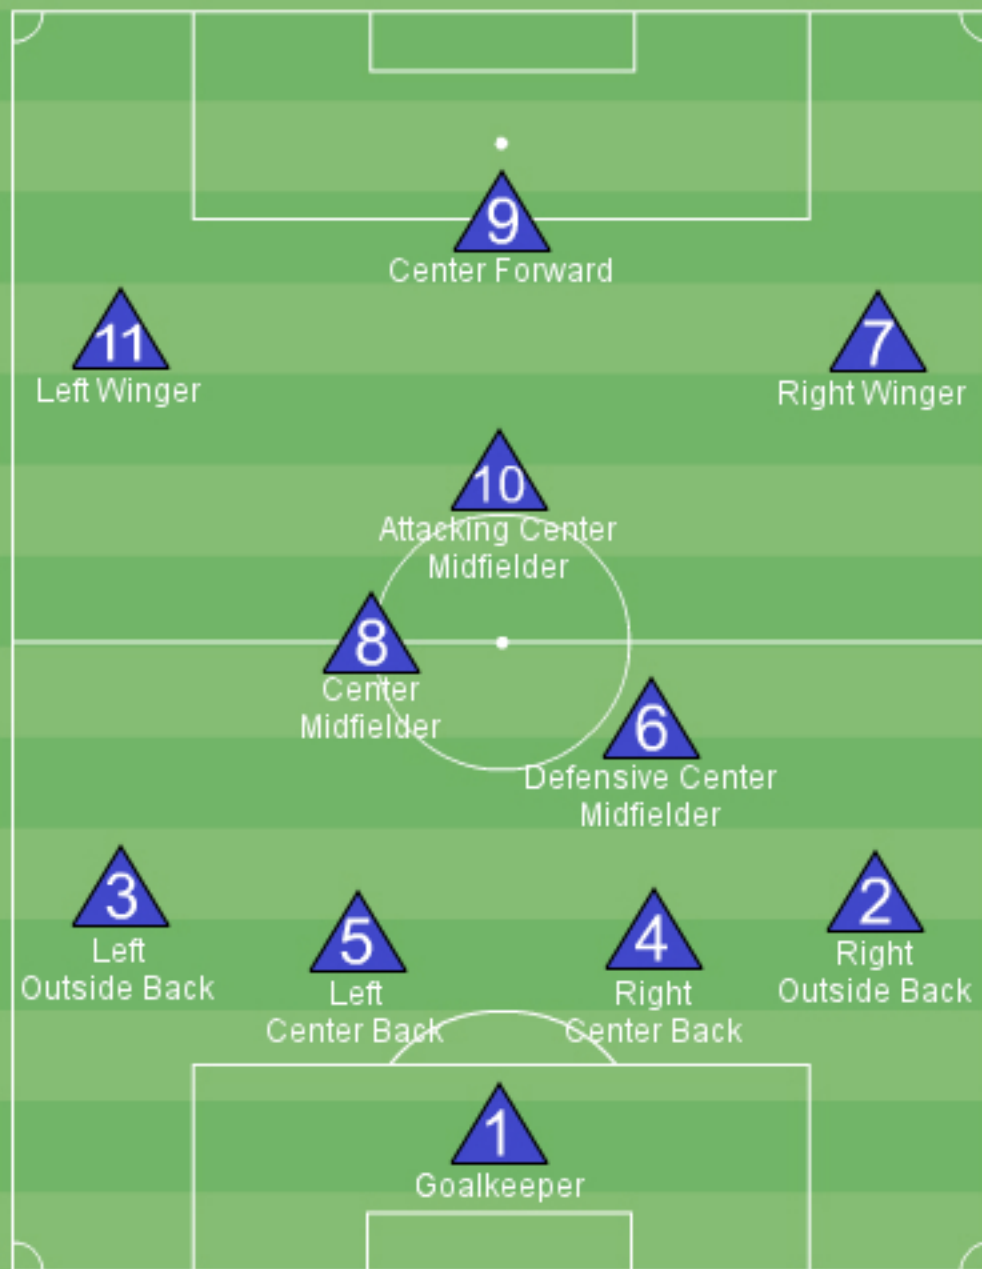 9
Center Forward
11
Left Winger
7
Right Winger
10
Attacking Center
Midfielder
8
Center
Midfielder
6
Defensive Center
Midfielder
3
Left
Outside Back
5
Left
Center Back
4
Right
Center Back
2
Right
Outside Back
1
Goalkeeper